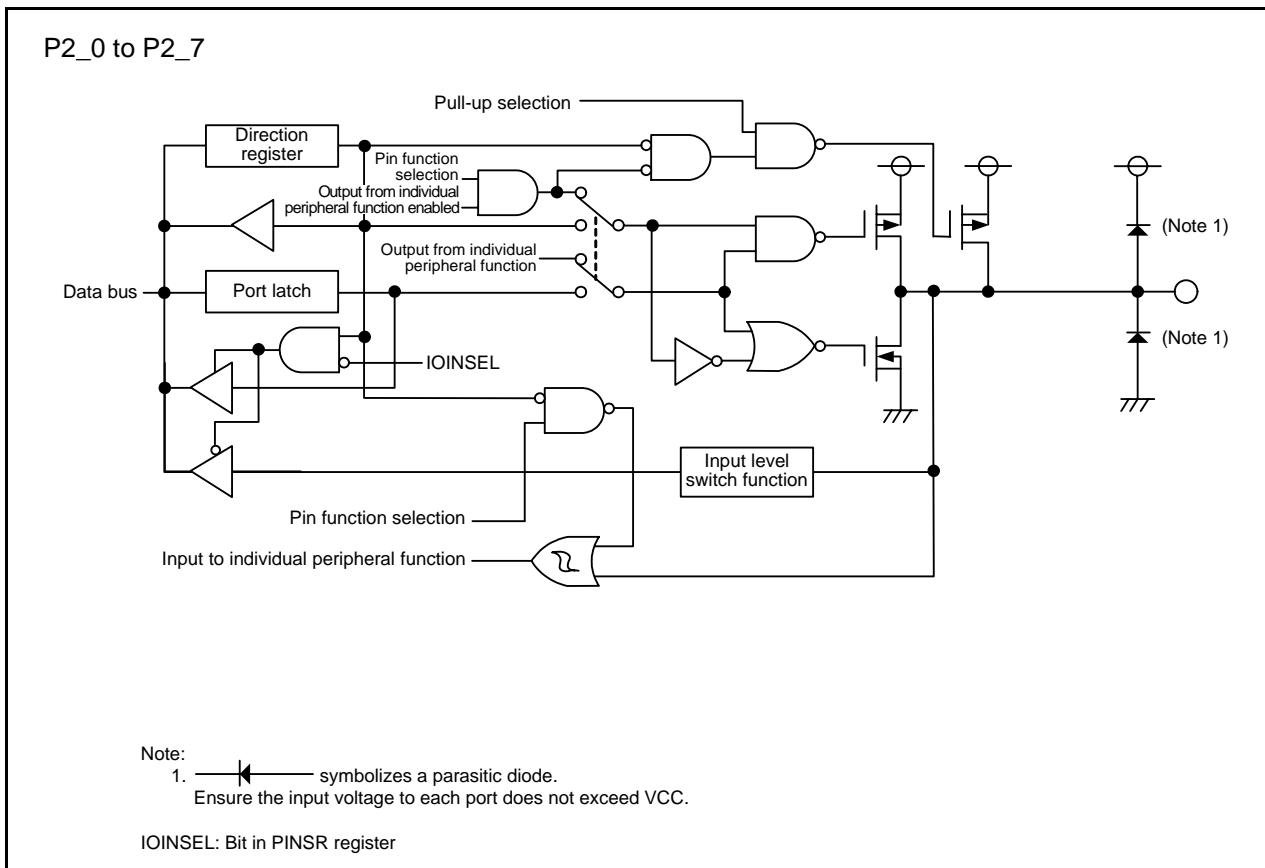 P2_0 to P2_7
Pull-up selection
Direction
register
Pin function
selection
Output from individual
peripheral function enabled
Output from individual
peripheral function
Data bus
Port latch
IOINSEL
(Note 1)
(Note 1)
Input level
switch function
Pin function selection
Input to individual peripheral function
Note:
1. symbolizes a parasitic diode.
Ensure the input voltage to each port does not exceed VCC.
IOINSEL: Bit in PINSR register